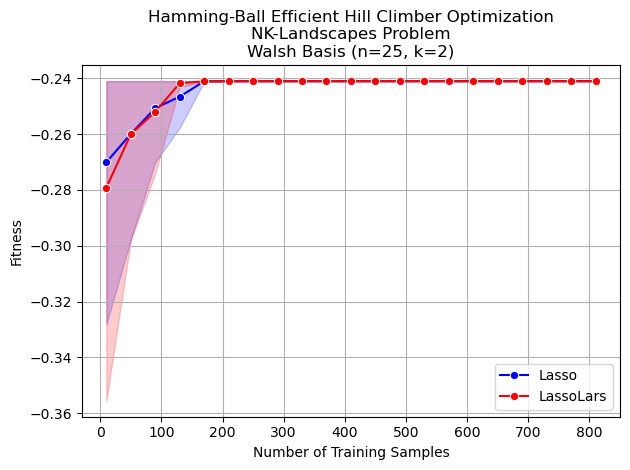 Hamming-Ball Efficient Hill Climber Optimization
NK-Landscapes Problem
Walsh Basis (n=25, k=2)
Fitness
−0.24
−0.26
−0.28
−0.30
−0.32
−0.34
−0.36
0 100 200 300 400 500 600 700 800
Number of Training Samples
Lasso
LassoLars